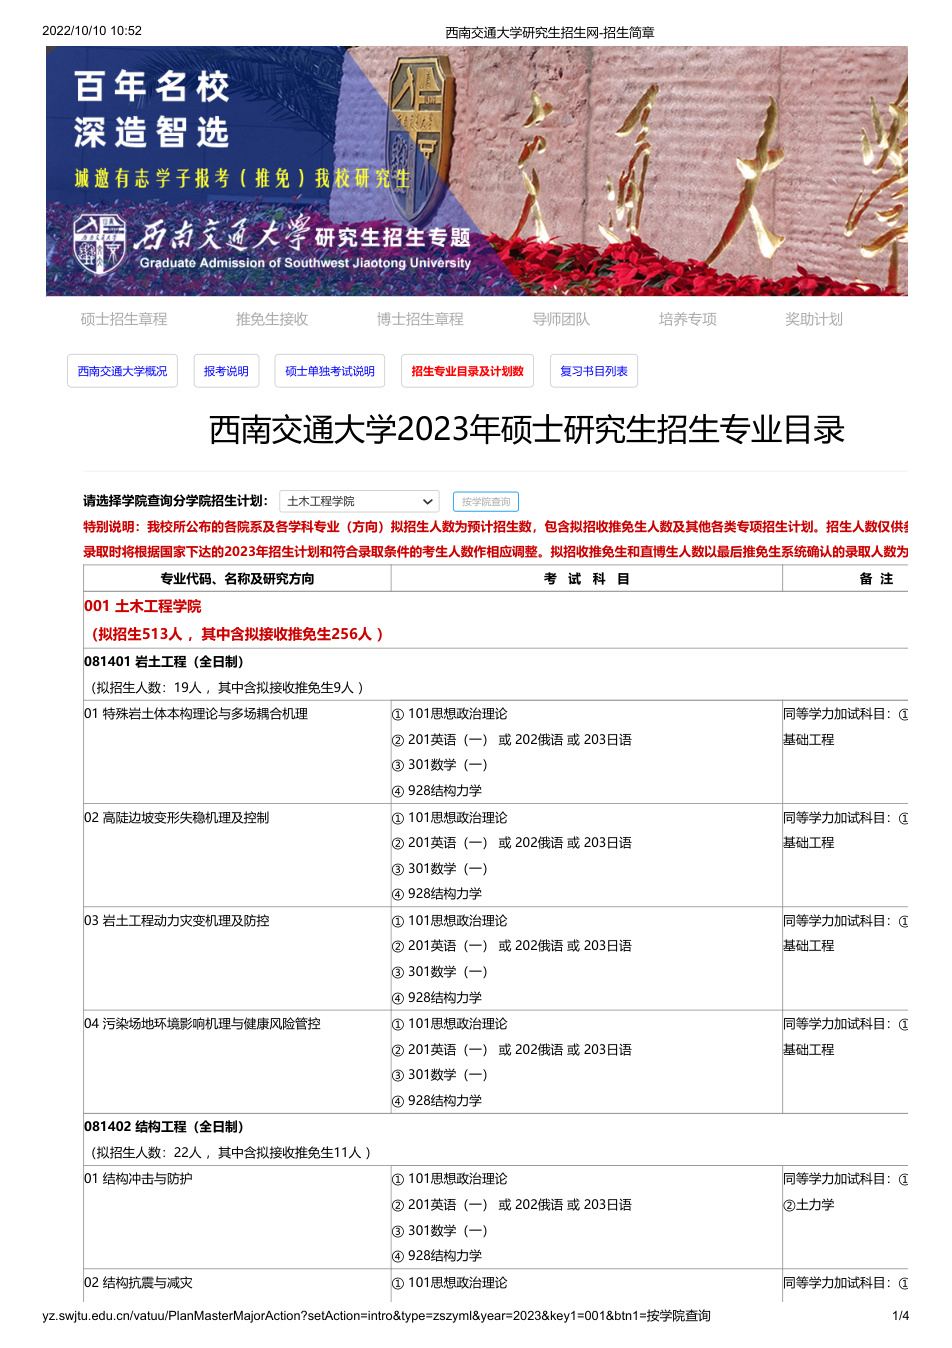 2022/10/10 10:52 西南交通大学研究生招生网-招生简章
百年名校
深造智选
诚邀有志学子报考（推免）我校研究生
西南交通大学研究生招生专题
Graduate Admission of Southwest Jiaotong University
交通大学
硕士招生章程 推免生接收 博士招生章程 导师团队 培养专项 奖助计划
西南交通大学概况 报考说明 硕士单独考试说明 招生专业目录及计划数 复习书目列表
西南交通大学2023年硕士研究生招生专业目录
请选择学院查询分学院招生计划： 土木工程学院 按学院查询
特别说明：我校所公布的各院系及各学科专业（方向）拟招生人数为预计招生数，包含拟招收推免生人数及其他各类专项招生计划。招生人数仅供
录取时将根据国家下达的2023年招生计划和符合录取条件的考生人数作相应调整。拟招收推免生和直博生人数以最后推免生系统确认的录取人数为
专业代码、名称及研究方向 考 试 科 目 备 注
001 土木工程学院
（拟招生513人 ，其中含拟接收推免生256人 ）
081401 岩土工程（全日制）
（拟招生人数：19人 ，其中含拟接收推免生9人 ）
01 特殊岩土体本构理论与多场耦合机理 ① 101思想政治理论 同等学力加试科目：①
② 201英语（一） 或 202俄语 或 203日语 基础工程
③ 301数学（一）
④ 928结构力学
02 高陡边坡变形失稳机理及控制 ① 101思想政治理论 同等学力加试科目：①
② 201英语（一） 或 202俄语 或 203日语 基础工程
③ 301数学（一）
④ 928结构力学
03 岩土工程动力灾变机理及防控 ① 101思想政治理论 同等学力加试科目：①
② 201英语（一） 或 202俄语 或 203日语 基础工程
③ 301数学（一）
④ 928结构力学
04 污染场地环境影响机理与健康风险管控 ① 101思想政治理论 同等学力加试科目：①
② 201英语（一） 或 202俄语 或 203日语 基础工程
③ 301数学（一）
④ 928结构力学
081402 结构工程（全日制）
（拟招生人数：22人 ，其中含拟接收推免生11人 ）
01 结构冲击与防护 ① 101思想政治理论 同等学力加试科目：①
② 201英语（一） 或 202俄语 或 203日语 ②土力学
③ 301数学（一）
④ 928结构力学
02 结构抗震与减灾 ① 101思想政治理论 同等学力加试科目：①
yz.swjtu.edu.cn/vatuu/PlanMasterMajorAction?setAction=intro&type=zszyml&year=2023&key1=001&btn1=按学院查询 1/4